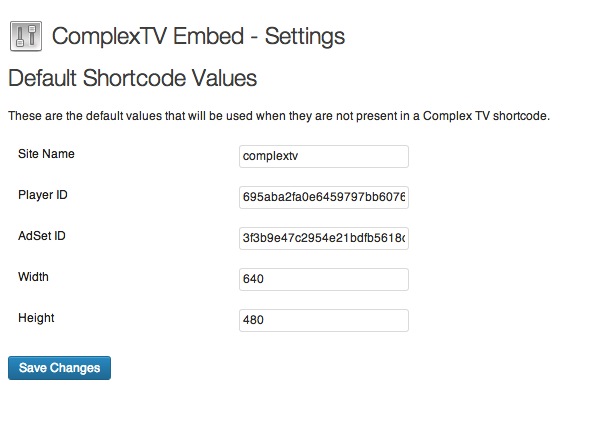 ComplexTV Embed - Settings
Default Shortcode Values
These are the default values that will be used when they are not present in a Complex TV shortcode.
Site Name complextv
Player ID 695aba2fa0e6459797bb6076
AdSet ID 3f3b9e47c2954e21bdfb5618c
Width 640
Height 480
Save Changes